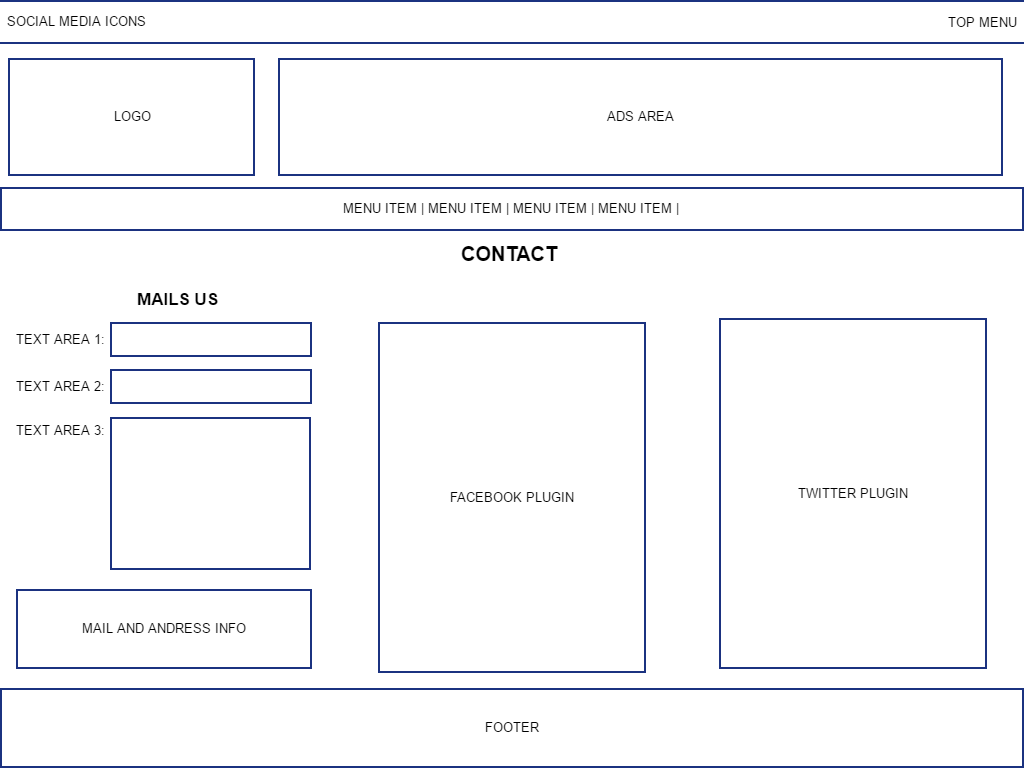 SOCIAL MEDIA ICONS
TOP MENU
LOGO
ADS AREA
MENU ITEM | MENU ITEM | MENU ITEM | MENU ITEM |
CONTACT
MAILS US
TEXT AREA 1:
TEXT AREA 2:
TEXT AREA 3:
MAIL AND ANDRESS INFO
FACEBOOK PLUGIN
TWITTER PLUGIN
FOOTER